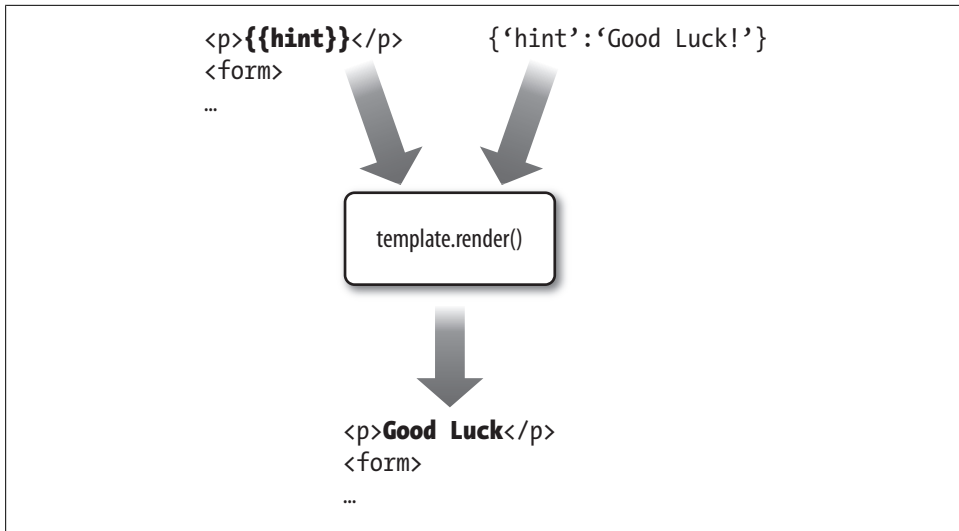 <p>{{hint}}</p>
<form>
…
{‘hint’:‘Good Luck!’}
template.render()
<p>Good Luck</p>
<form>
…